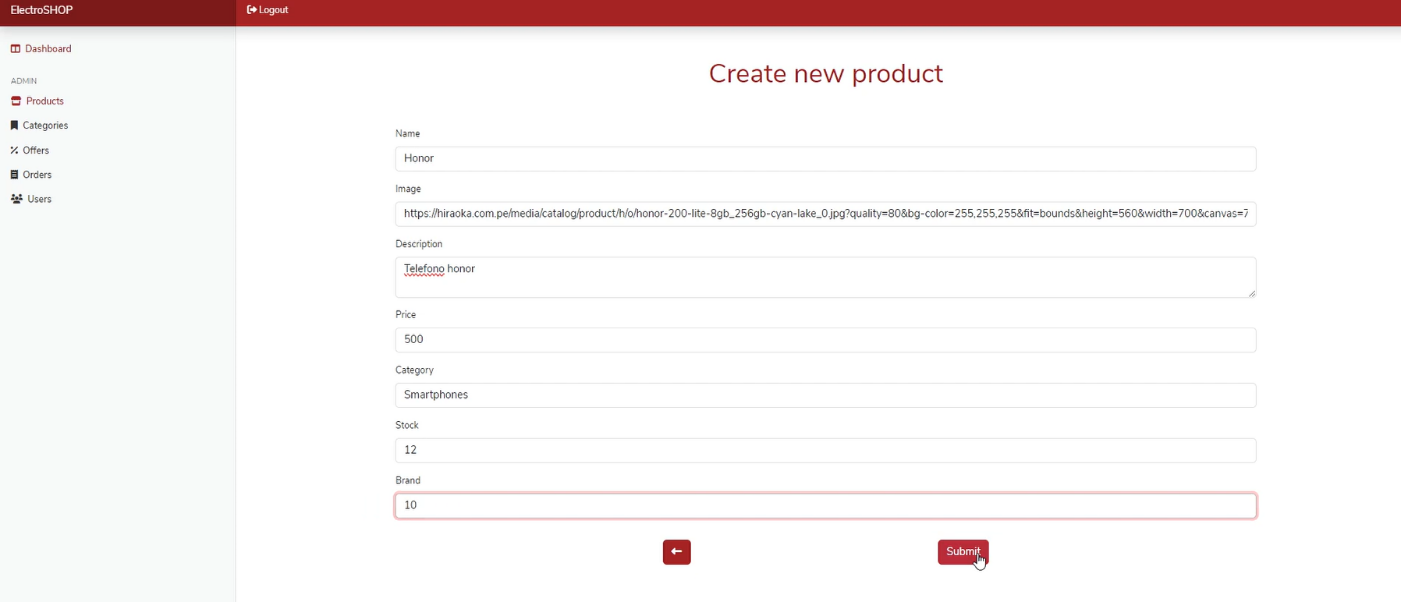 ElectroSHOP
Logout
Dashboard
ADMIN
Products
Categories
Offers
Orders
Users
Create new product
Name
Honor
Image
https://hiraoka.com.pe/media/catalog/product/h/o/honor-200-lite-8gb_256gb-cyan-lake_0.jpg?quality=80&bg-color=255,255,255&fit=bounds&height=560&width=700&canvas=7
Description
Telefono honor
Price
500
Category
Smartphones
Stock
12
Brand
10
Submit